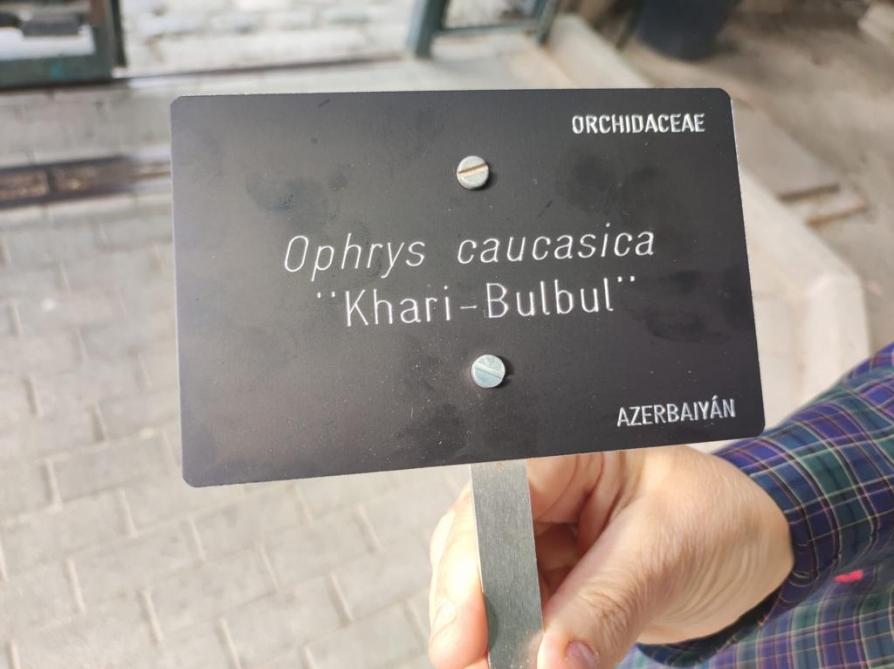 ORCHIDACEAE
Ophrys caucasica
¨Khari-Bulbul¨
AZERBAIYÁN